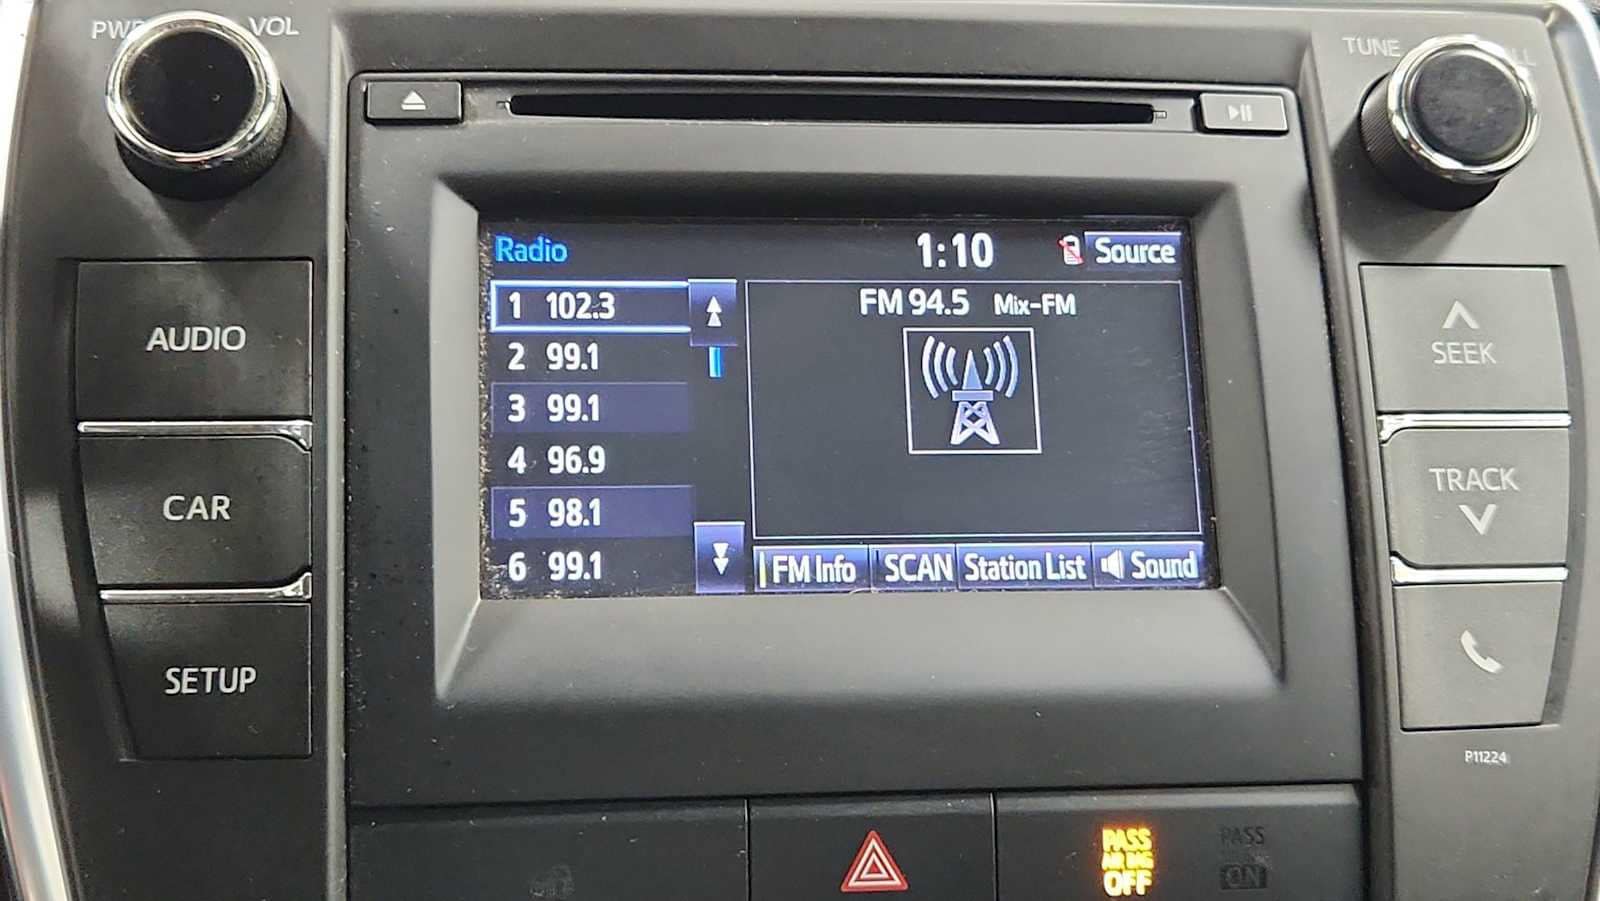 VOL
TUNE
Radio
1:10
Source
1 102.3
2 99.1
3 99.1
4 96.9
5 98.1
6 99.1
FM 94.5 Mix-FM
FM Info
SCAN
Station List
Sound
AUDIO
CAR
SETUP
SEEK
TRACK
P11224
PASS
AIR BAG
OFF
PASS
ON